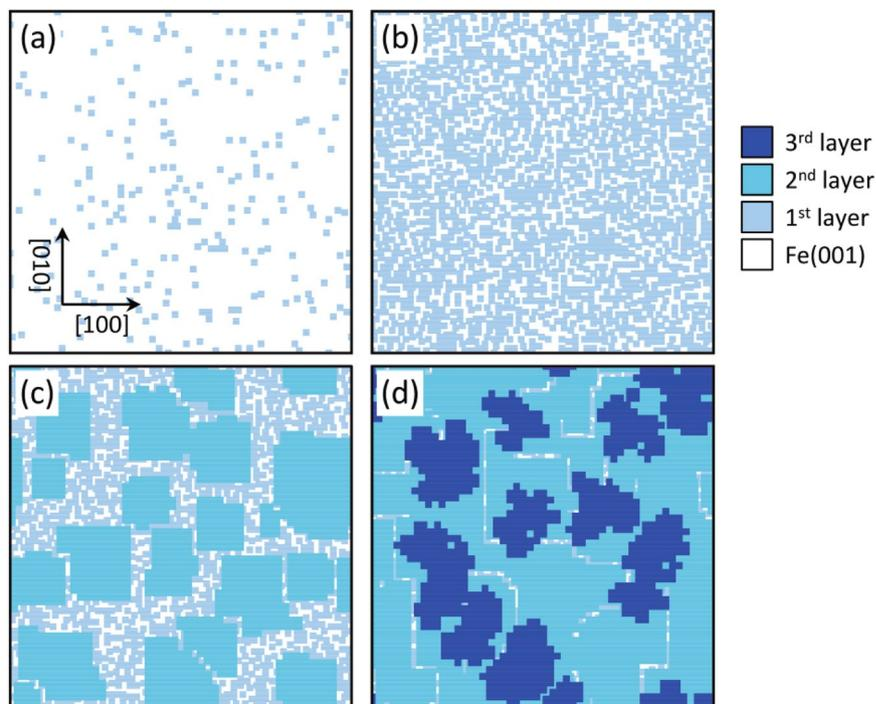 (a)
(b)
3rd layer
2nd layer
1st layer
Fe(001)
[010]
[100]
(c)
(d)